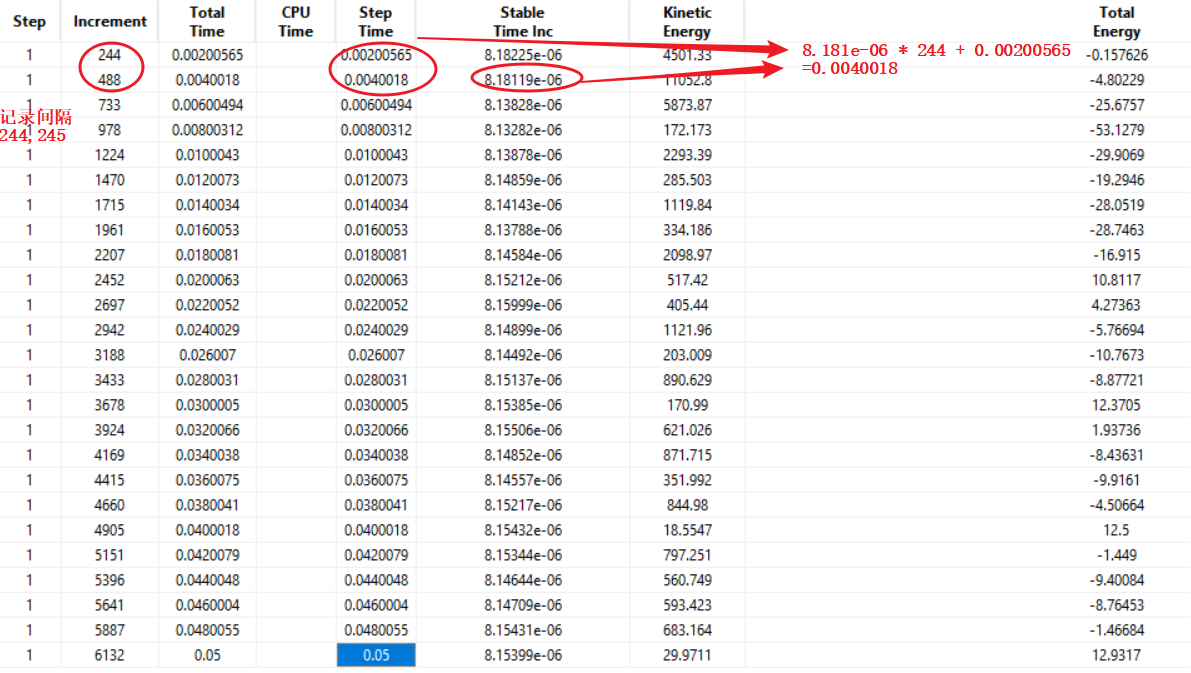 Step Increment Total Time CPU Time Step Time Stable Time Inc Kinetic Energy Total Energy
1 244 0.00200565 0.00200565 8.18225e-06 4501.33 8.181e-06 * 244 + 0.00200565 -0.157626
1 488 0.0040018 0.0040018 8.18119e-06 11052.8 =0.0040018 -4.80229
1 733 0.00600494 0.00600494 8.13828e-06 5873.87 -25.6757
记录间隔
1 978 0.00800312 0.00800312 8.13282e-06 172.173 -53.1279
244,245
1 1224 0.0100043 0.0100043 8.13878e-06 2293.39 -29.9069
1 1470 0.0120073 0.0120073 8.14859e-06 285.503 -19.2946
1 1715 0.0140034 0.0140034 8.14143e-06 1119.84 -28.0519
1 1961 0.0160053 0.0160053 8.13788e-06 334.186 -28.7463
1 2207 0.0180081 0.0180081 8.14584e-06 2098.97 -16.915
1 2452 0.0200063 0.0200063 8.15212e-06 517.42 10.8117
1 2697 0.0220052 0.0220052 8.15999e-06 405.44 4.27363
1 2942 0.0240029 0.0240029 8.14899e-06 1121.96 -5.76694
1 3188 0.026007 0.026007 8.14492e-06 203.009 -10.7673
1 3433 0.0280031 0.0280031 8.15137e-06 890.629 -8.87721
1 3678 0.0300005 0.0300005 8.15385e-06 170.99 12.3705
1 3924 0.0320066 0.0320066 8.15506e-06 621.026 1.93736
1 4169 0.0340038 0.0340038 8.14852e-06 871.715 -8.43631
1 4415 0.0360075 0.0360075 8.14557e-06 351.992 -9.9161
1 4660 0.0380041 0.0380041 8.15217e-06 844.98 -4.50664
1 4905 0.0400018 0.0400018 8.15432e-06 18.5547 12.5
1 5151 0.0420079 0.0420079 8.15344e-06 797.251 -1.449
1 5396 0.0440048 0.0440048 8.14644e-06 560.749 -9.40084
1 5641 0.0460004 0.0460004 8.14709e-06 593.423 -8.76453
1 5887 0.0480055 0.0480055 8.15431e-06 683.164 -1.46684
1 6132 0.05 0.05 8.15399e-06 29.9711 12.9317